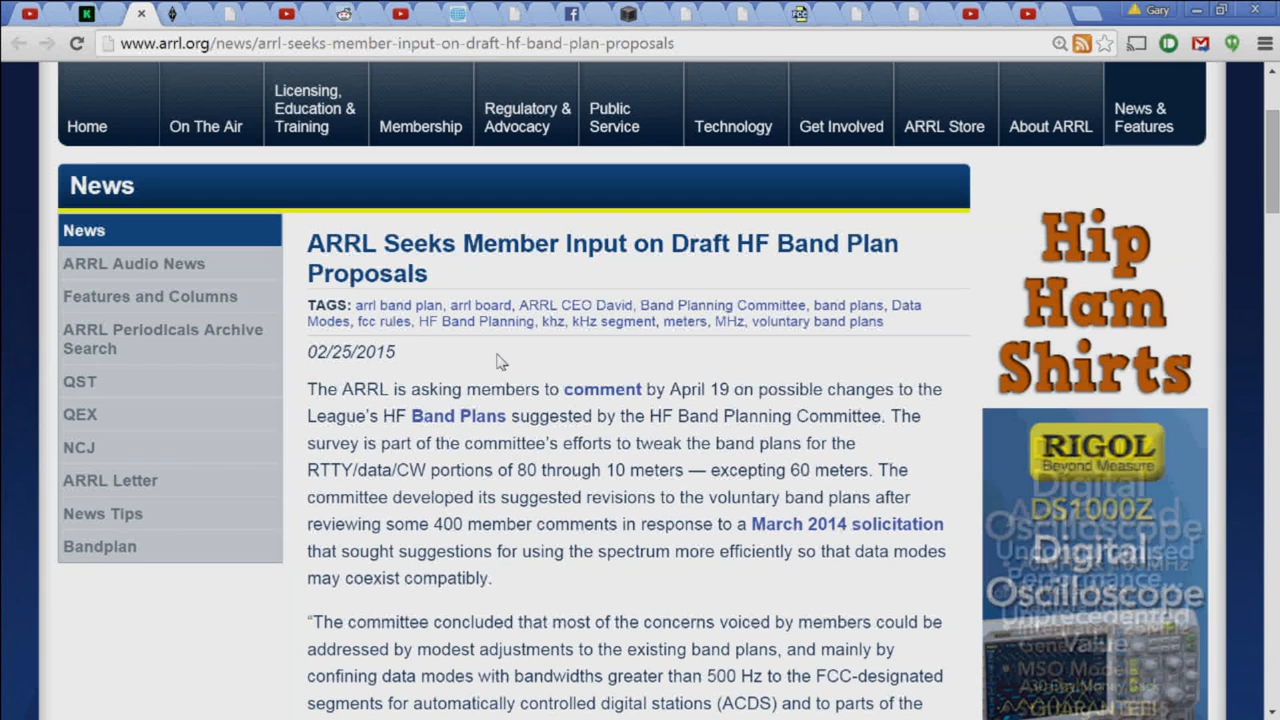 Gary
www.arrl.org/news/arrl-seeks-member-input-on-draft-hf-band-plan-proposals
Home
On The Air
Licensing,
Education &
Training
Membership
Regulatory &
Advocacy
Public
Service
Technology
Get Involved
ARRL Store
About ARRL
News &
Features
News
News
ARRL Audio News
Features and Columns
ARRL Periodicals Archive
Search
QST
QEX
NCJ
ARRL Letter
News Tips
Bandplan
ARRL Seeks Member Input on Draft HF Band Plan
Proposals
TAGS: arrl band plan, arrl board, ARRL CEO David, Band Planning Committee, band plans, Data
Modes, fcc rules, HF Band Planning, khz, kHz segment, meters, MHz, voluntary band plans
02/25/2015
The ARRL is asking members to comment by April 19 on possible changes to the
League's HF Band Plans suggested by the HF Band Planning Committee. The
survey is part of the committee's efforts to tweak the band plans for the
RTTY/data/CW portions of 80 through 10 meters — excepting 60 meters. The
committee developed its suggested revisions to the voluntary band plans after
reviewing some 400 member comments in response to a March 2014 solicitation
that sought suggestions for using the spectrum more efficiently so that data modes
may coexist compatibly.
“The committee concluded that most of the concerns voiced by members could be
addressed by modest adjustments to the existing band plans, and mainly by
confining data modes with bandwidths greater than 500 Hz to the FCC-designated
segments for automatically controlled digital stations (ACDS) and to parts of the
Hip
Ham
Shirts
RIGOL
Beyond Measure
DS1000Z
Digital
Oscilloscope
Unprecedented
Value
MSO Models
GUARANTEED